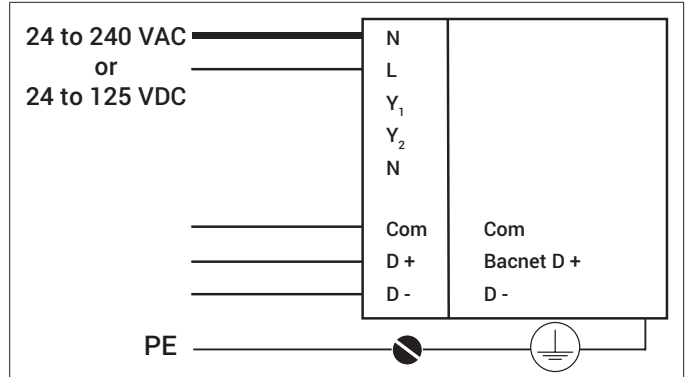 24 to 240 VAC
or
24 to 125 VDC
N
L
Y₁
Y₂
N
Com Com
D + Bacnet D +
D - D -
PE